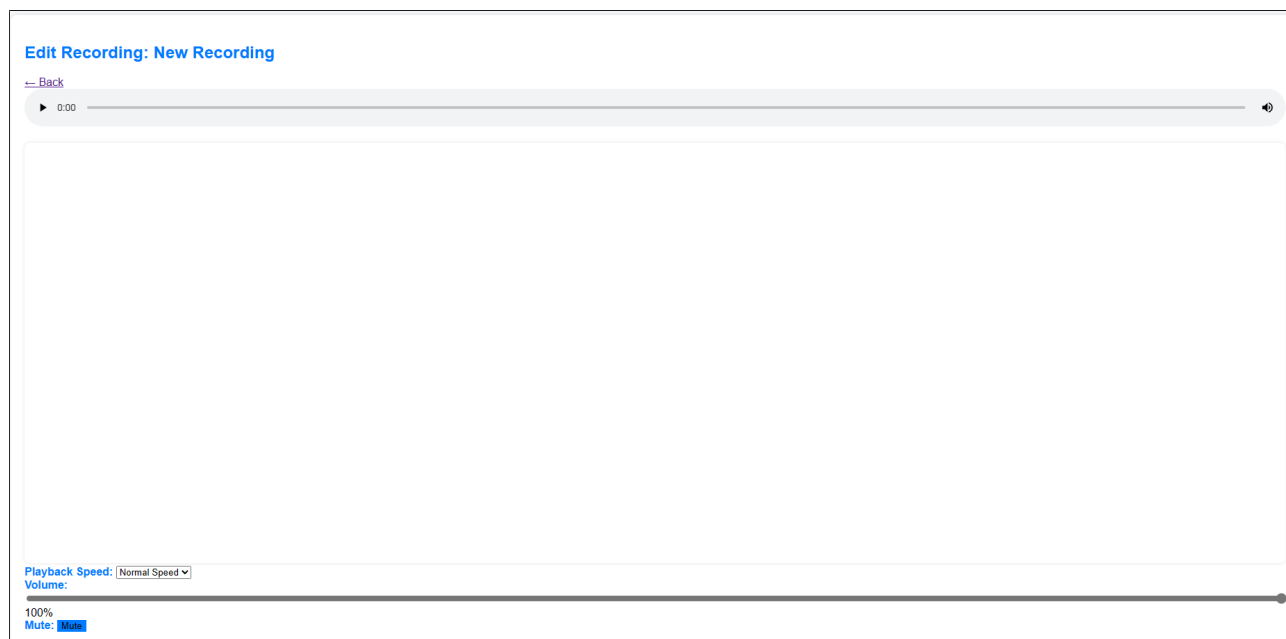 Edit Recording: New Recording
← Back
0:00
Playback Speed: Normal Speed
Volume:
100%
Mute: Mute